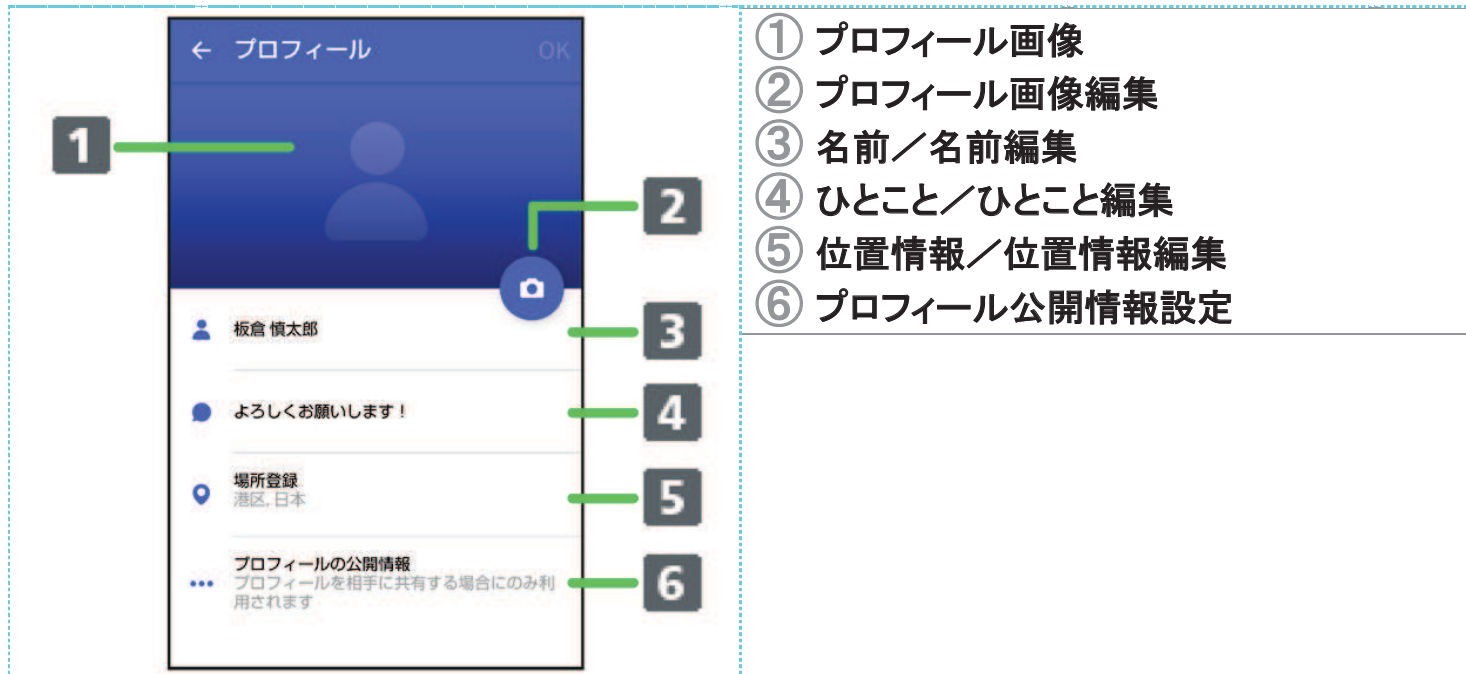 ← プロフィール OK
1
2
板倉 慎太郎
3
よろしくお願いします！
4
場所登録
港区, 日本
5
プロフィールの公開情報
プロフィールを相手に共有する場合にのみ利
用されます
6
① プロフィール画像
② プロフィール画像編集
③ 名前／名前編集
④ ひとこと／ひとこと編集
⑤ 位置情報／位置情報編集
⑥ プロフィール公開情報設定